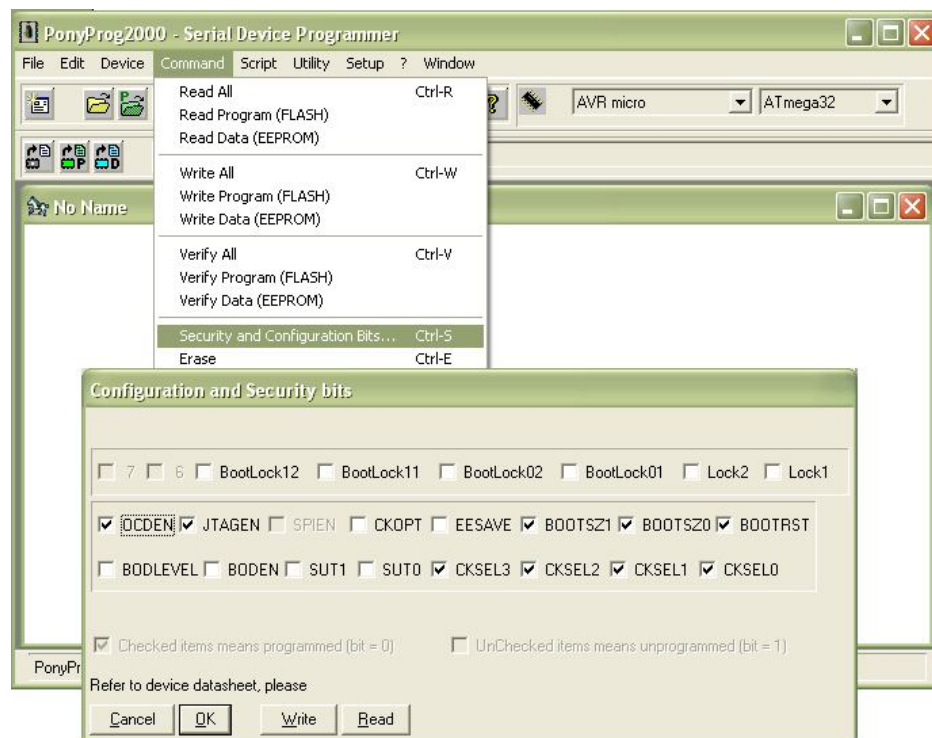 PonyProg2000 - Serial Device Programmer
File Edit Device Command Script Utility Setup ? Window
AVR micro ATmega32
Read All Ctrl-R
Read Program (FLASH)
Read Data (EEPROM)
Write All Ctrl-W
Write Program (FLASH)
Write Data (EEPROM)
Verify All Ctrl-V
Verify Program (FLASH)
Verify Data (EEPROM)
Security and Configuration Bits... Ctrl-S
Erase Ctrl-E
No Name
Configuration and Security bits
7 6 BootLock12 BootLock11 BootLock02 BootLock01 Lock2 Lock1
OCDEN JTAGEN SPIEN CKOPT EESAVE BOOTSZ1 BOOTSZ0 BOOTRST
BODLEVEL BODEN SUT1 SUT0 CKSEL3 CKSEL2 CKSEL1 CKSEL0
Checked items means programmed (bit = 0) UnChecked items means unprogrammed (bit = 1)
PonyPr
Refer to device datasheet, please
Cancel OK Write Read